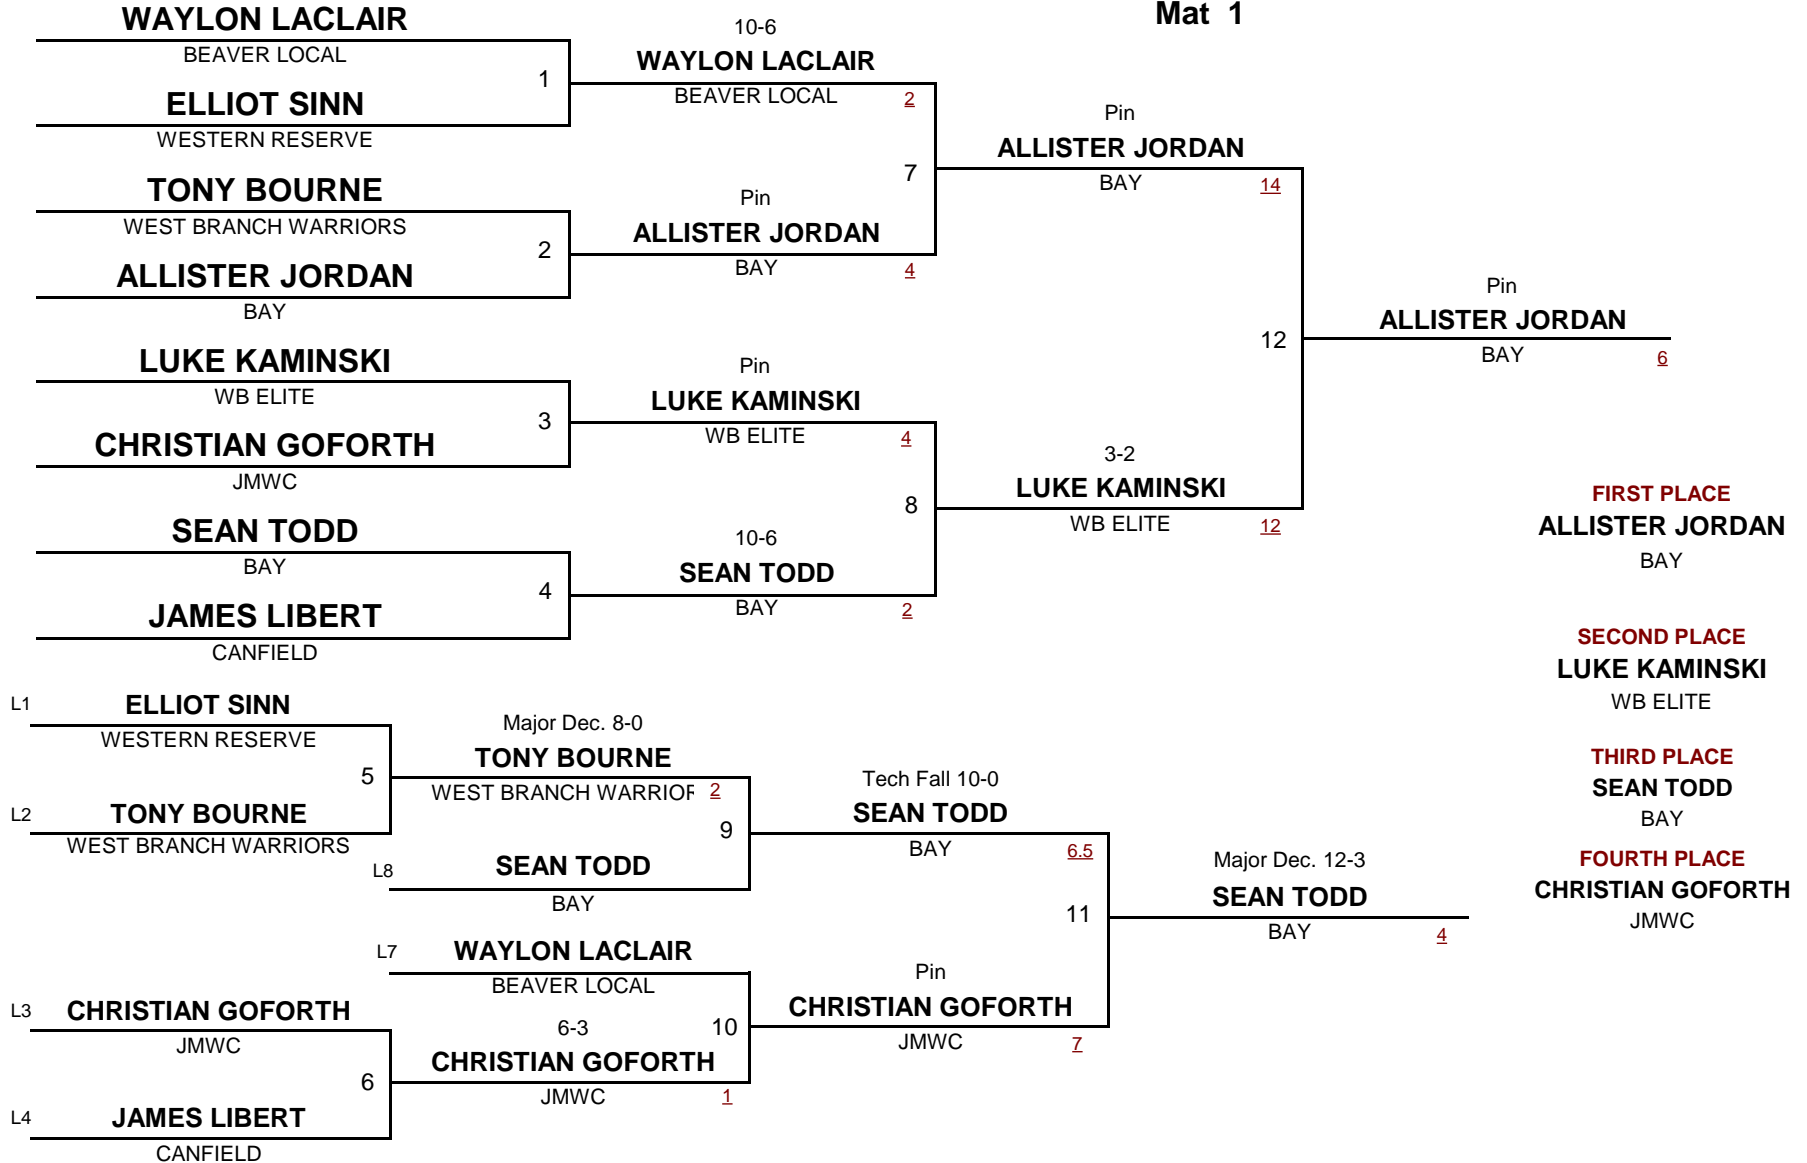 Mat 1
WAYLON LACLAIR
BEAVER LOCAL
1
ELLIOT SINN
WESTERN RESERVE
TONY BOURNE
WEST BRANCH WARRIORS
2
ALLISTER JORDAN
BAY
LUKE KAMINSKI
WB ELITE
3
CHRISTIAN GOFORTH
JMWC
SEAN TODD
BAY
4
JAMES LIBERT
CANFIELD
10-6
WAYLON LACLAIR
BEAVER LOCAL 2
7
Pin
ALLISTER JORDAN
BAY 4
Pin
LUKE KAMINSKI
WB ELITE 4
8
10-6
SEAN TODD
BAY 2
Pin
ALLISTER JORDAN
BAY 14
12
3-2
LUKE KAMINSKI
WB ELITE 12
Pin
ALLISTER JORDAN
BAY 6
FIRST PLACE
ALLISTER JORDAN
BAY
SECOND PLACE
LUKE KAMINSKI
WB ELITE
THIRD PLACE
SEAN TODD
BAY
FOURTH PLACE
CHRISTIAN GOFORTH
JMWC
L1 ELLIOT SINN
WESTERN RESERVE
5
L2 TONY BOURNE
WEST BRANCH WARRIORS
Major Dec. 8-0
TONY BOURNE
WEST BRANCH WARRIOR 2
9
L8 SEAN TODD
BAY
L7 WAYLON LACLAIR
BEAVER LOCAL
10
L3 CHRISTIAN GOFORTH
JMWC
6
L4 JAMES LIBERT
CANFIELD
6-3
CHRISTIAN GOFORTH
JMWC 1
Tech Fall 10-0
SEAN TODD
BAY 6.5
11
Pin
CHRISTIAN GOFORTH
JMWC 7
Major Dec. 12-3
SEAN TODD
BAY 4